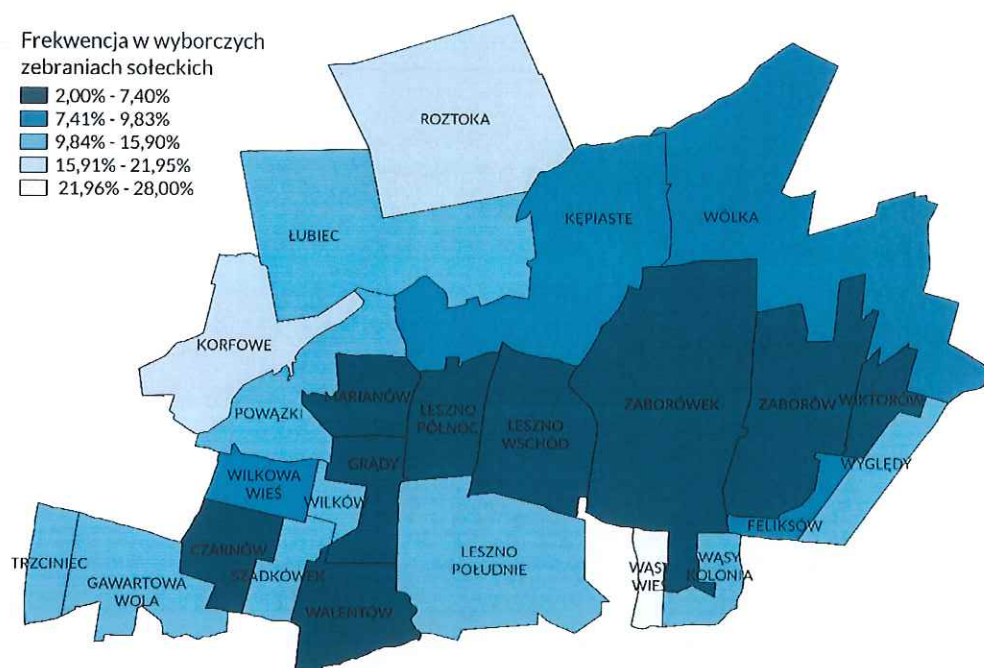 Frekwencja w wyborczych
zebraniach sołeckich
2,00% - 7,40%
7,41% - 9,83%
9,84% - 15,90%
15,91% - 21,95%
21,96% - 28,00%
ROZTOKA
KĘPIASTE
WÓLKA
ŁUBIEC
KORFOWE
POWĄZKI
MARIANÓW
LESZNO
PÓŁNOC
LESZNO
WSCHÓD
ZABORÓWEK
ZABORÓW
WIKTORÓW
GRĄDY
WYGLĘDY
WILKOWA
WIEŚ
WILKÓW
FELIKSÓW
CZARNÓW
LESZNO
POŁUDNIE
WĄSY
WIEŚ
WĄSY
KOLONIA
TRZCINIEC
GAWARTOWA
WOLA
SZADKÓWEK
WALENTÓW